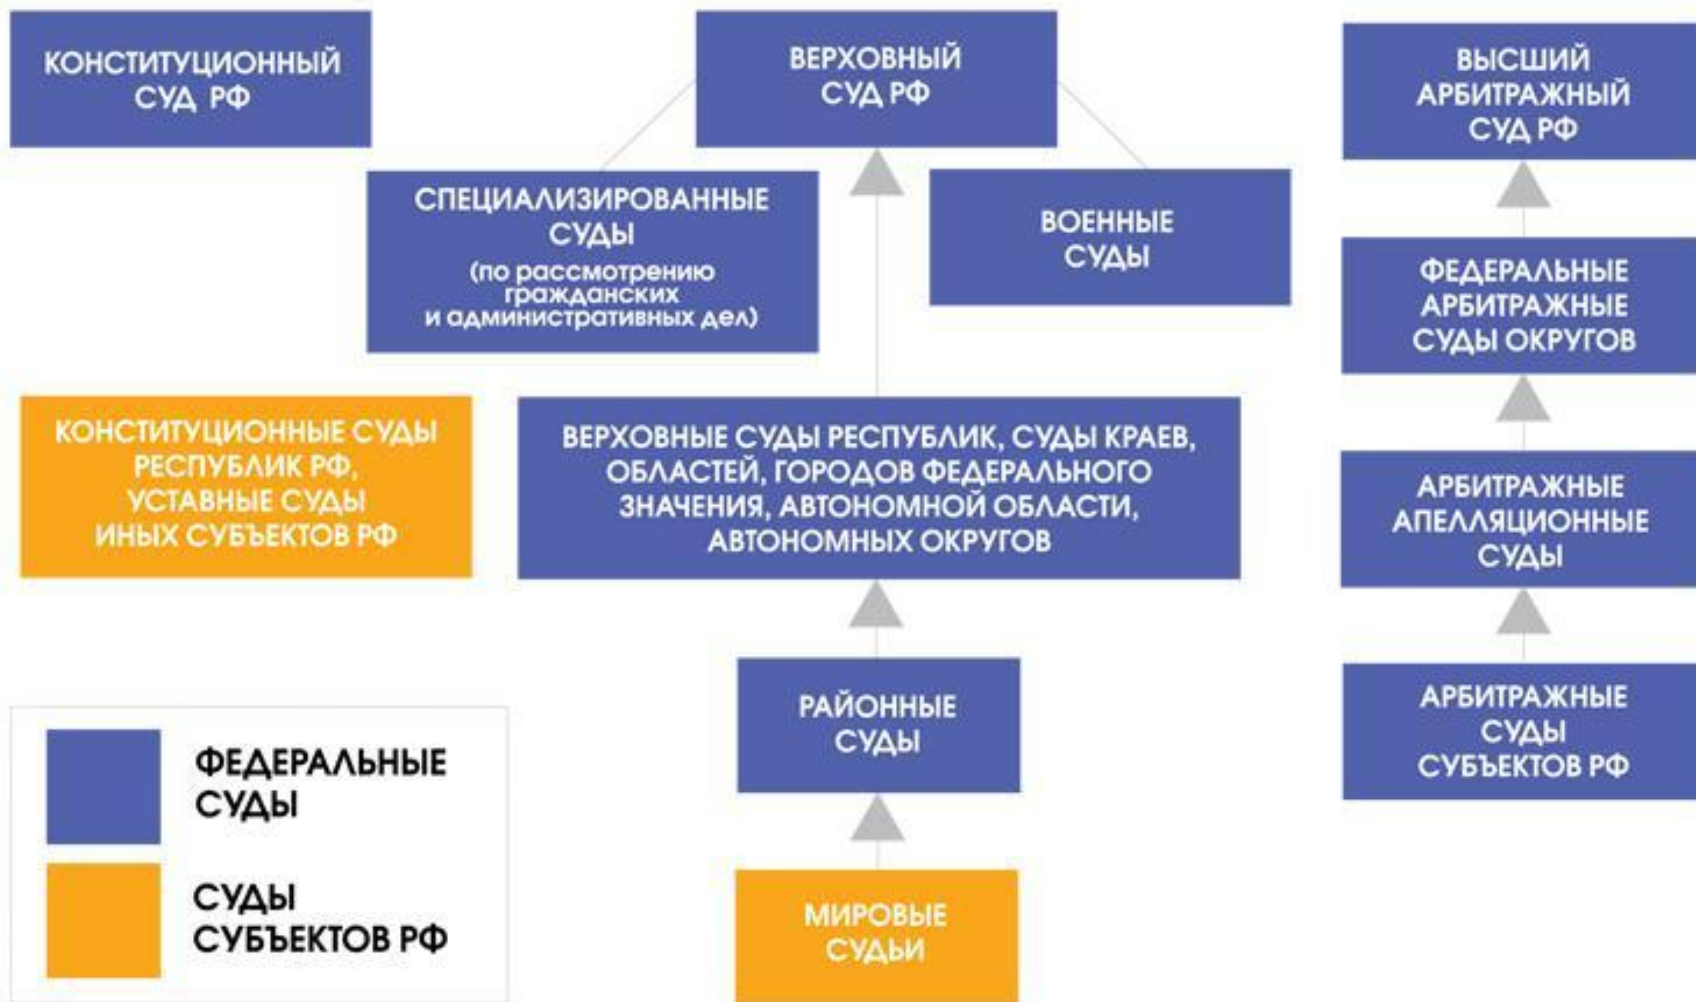 КОНСТИТУЦИОННЫЙ
СУД РФ
ВЕРХОВНЫЙ
СУД РФ
ВЫСШИЙ
АРБИТРАЖНЫЙ
СУД РФ
СПЕЦИАЛИЗИРОВАННЫЕ
СУДЫ
(по рассмотрению
гражданских
и административных дел)
ВОЕННЫЕ
СУДЫ
ФЕДЕРАЛЬНЫЕ
АРБИТРАЖНЫЕ
СУДЫ ОКРУГОВ
КОНСТИТУЦИОННЫЕ СУДЫ
РЕСПУБЛИК РФ,
УСТАВНЫЕ СУДЫ
ИНЫХ СУБЪЕКТОВ РФ
ВЕРХОВНЫЕ СУДЫ РЕСПУБЛИК, СУДЫ КРАЕВ,
ОБЛАСТЕЙ, ГОРОДОВ ФЕДЕРАЛЬНОГО
ЗНАЧЕНИЯ, АВТОНОМНОЙ ОБЛАСТИ,
АВТОНОМНЫХ ОКРУГОВ
АРБИТРАЖНЫЕ
АПЕЛЛЯЦИОННЫЕ
СУДЫ
РАЙОННЫЕ
СУДЫ
АРБИТРАЖНЫЕ
СУДЫ
СУБЪЕКТОВ РФ
ФЕДЕРАЛЬНЫЕ
СУДЫ
СУДЫ
СУБЪЕКТОВ РФ
МИРОВЫЕ
СУДЬИ